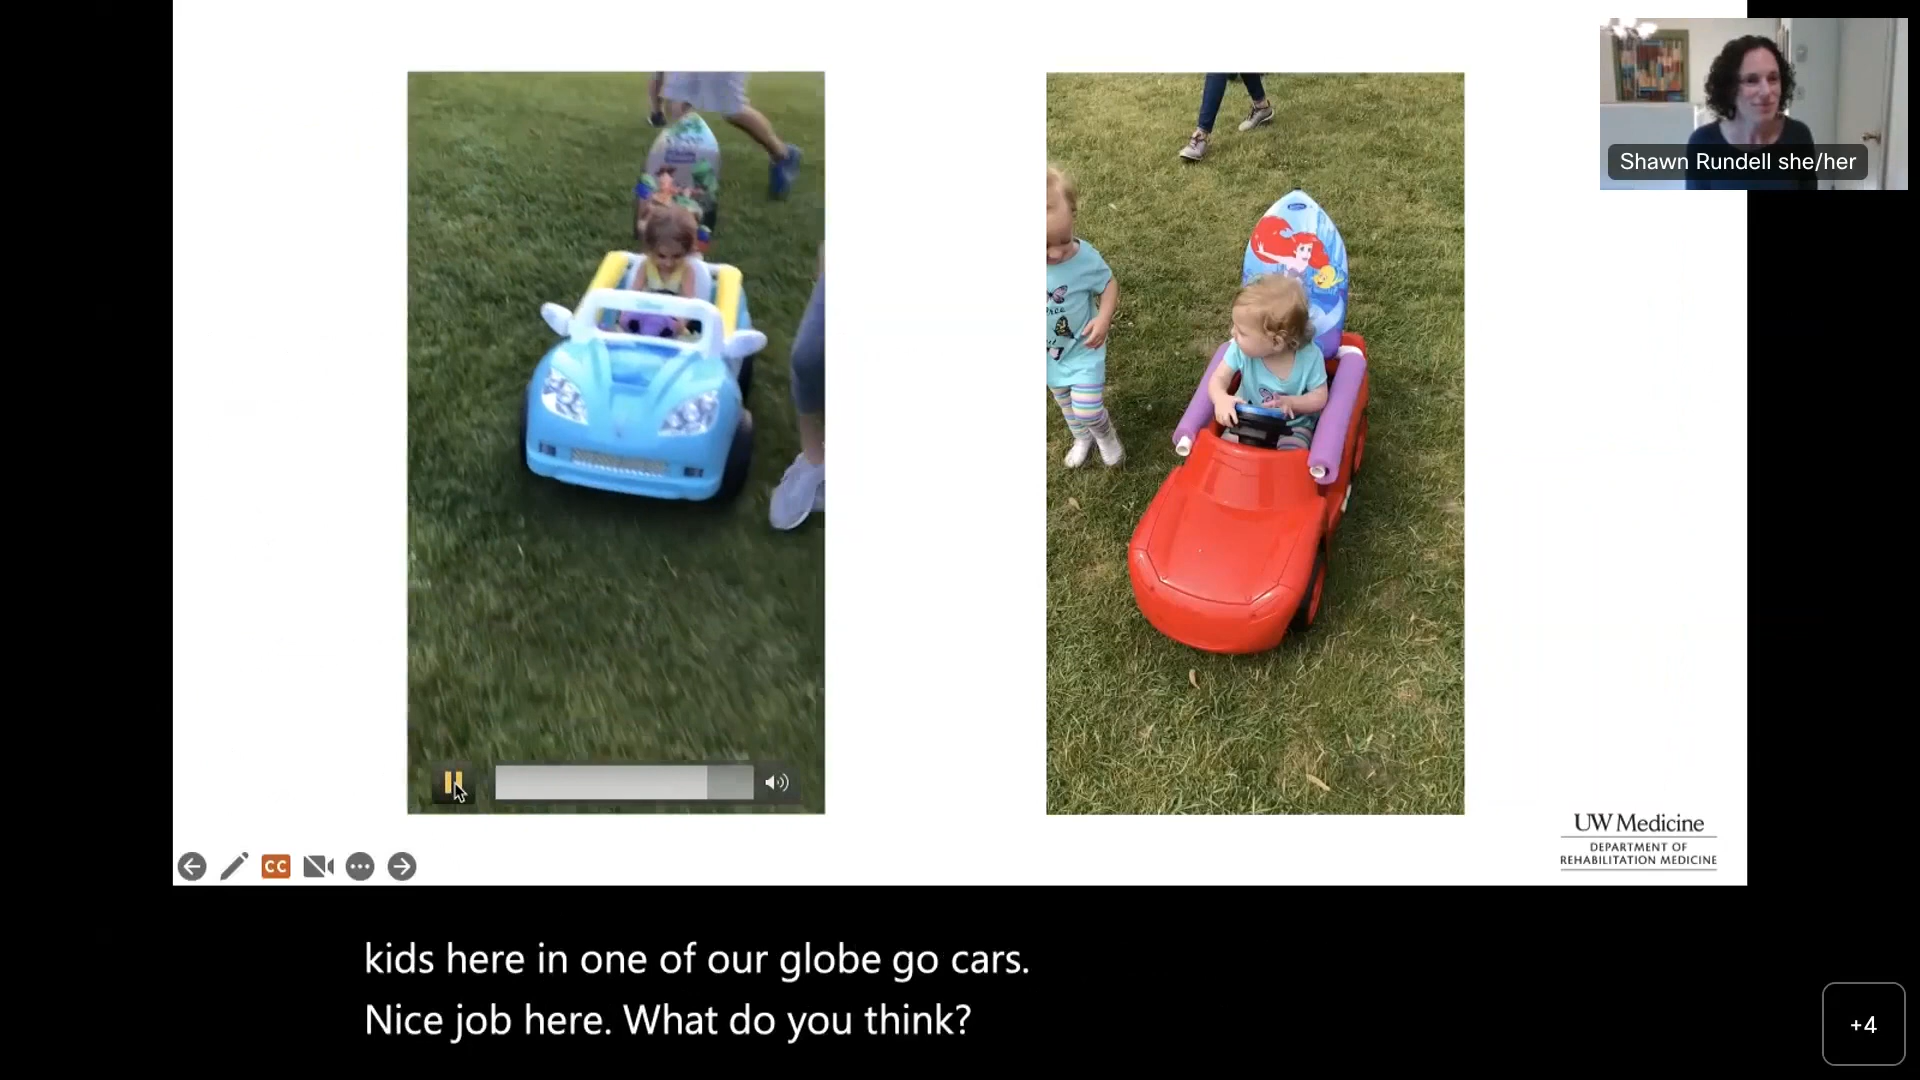 Shawn Rundell she/her
CC
UW Medicine
DEPARTMENT OF
REHABILITATION MEDICINE
kids here in one of our globe go cars.
Nice job here. What do you think?
+4